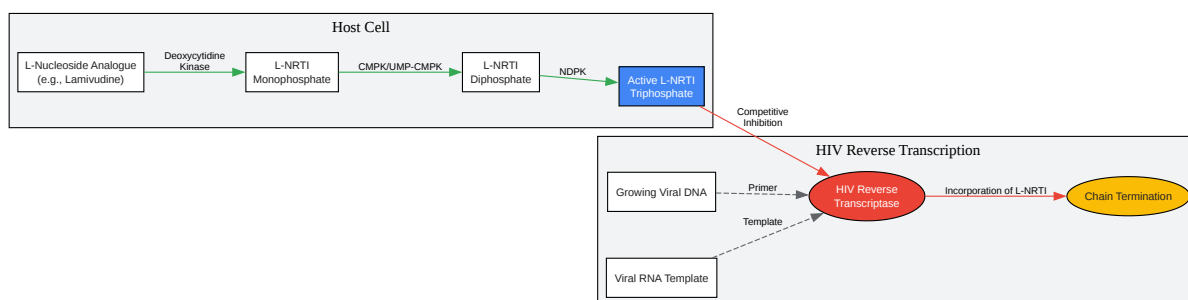 Host Cell
L-Nucleoside Analogue
(e.g., Lamivudine)
Deoxycytidine
Kinase
L-NRTI
Monophosphate
CMPK/UMP-CMPK
L-NRTI
Diphosphate
NDPK
Active L-NRTI
Triphosphate
Competitive
Inhibition
HIV Reverse Transcription
Growing Viral DNA
Primer
HIV Reverse
Transcriptase
Incorporation of L-NRTI
Chain Termination
Template
Viral RNA Template